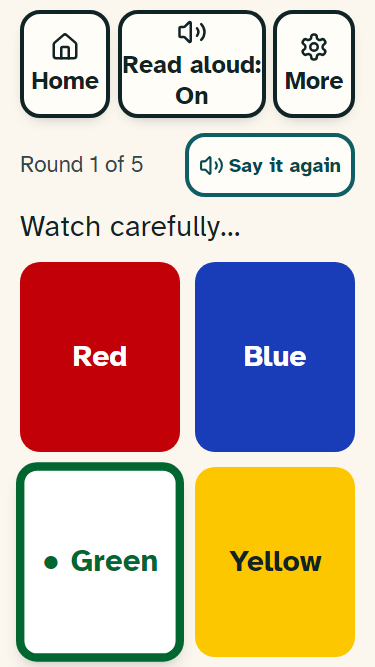 Home
Read aloud:
On
More
Round 1 of 5
Say it again
Watch carefully...
Red
Blue
• Green
Yellow